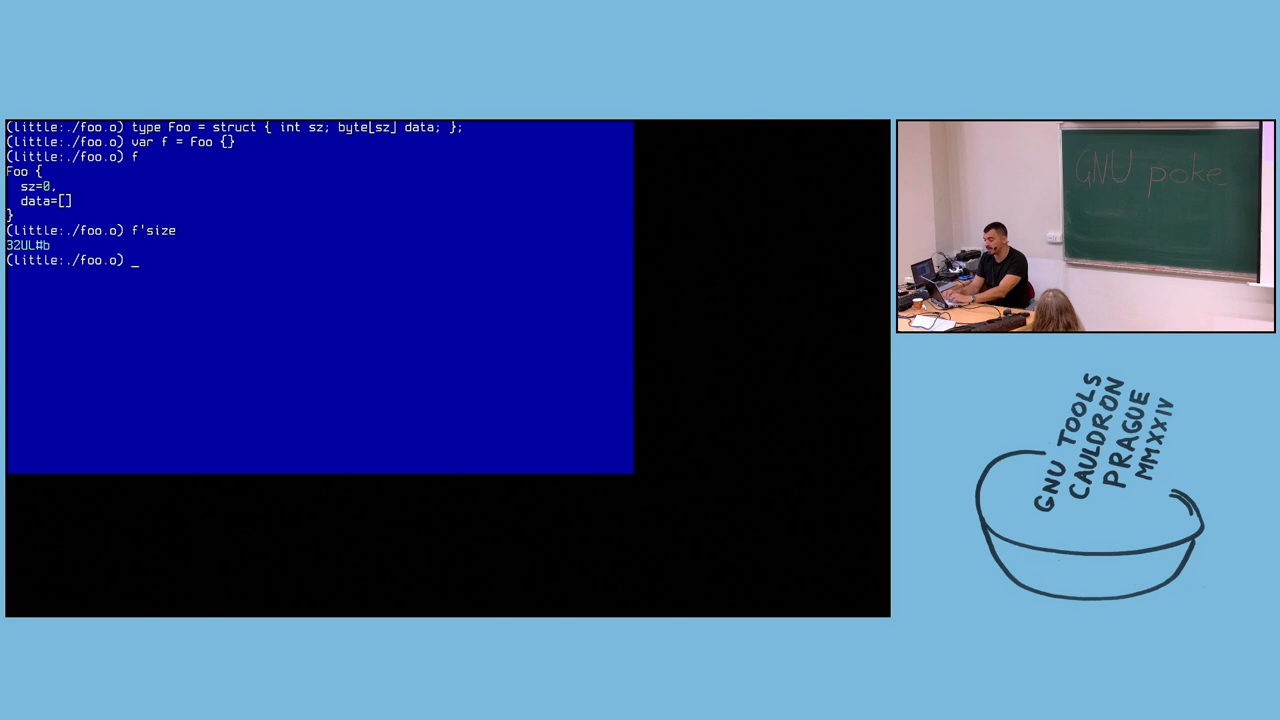 (little:./foo.o) type Foo = struct { int sz; byte[sz] data; };
(little:./foo.o) var f = Foo {}
(little:./foo.o) f
Foo {
  sz=0,
  data=[]
}
(little:./foo.o) f'size
32UL#b
(little:./foo.o) _
GNU poke
GNU TOOLS
CAULDRON
PRAGUE
MMXXIV